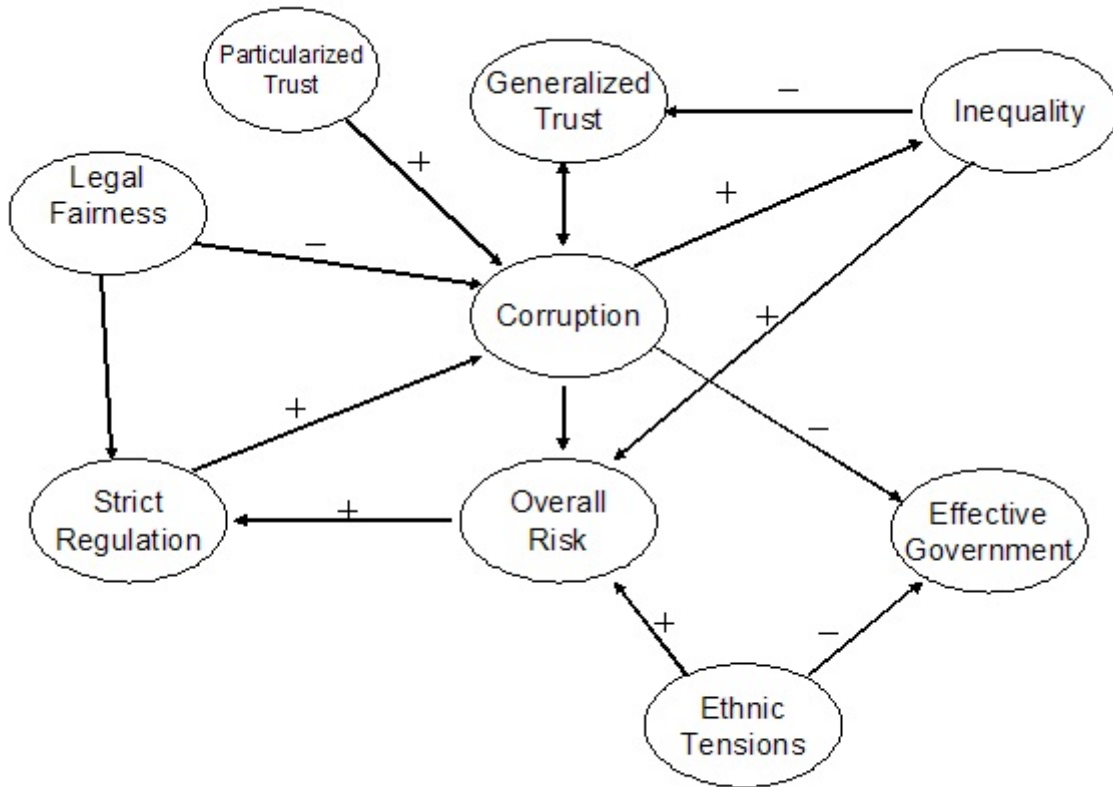 Particularized
Trust
Generalized
Trust
−
Inequality
+
Legal
Fairness
+
−
Corruption
+
+
−
Strict
Regulation
+
Overall
Risk
Effective
Government
+
−
Ethnic
Tensions